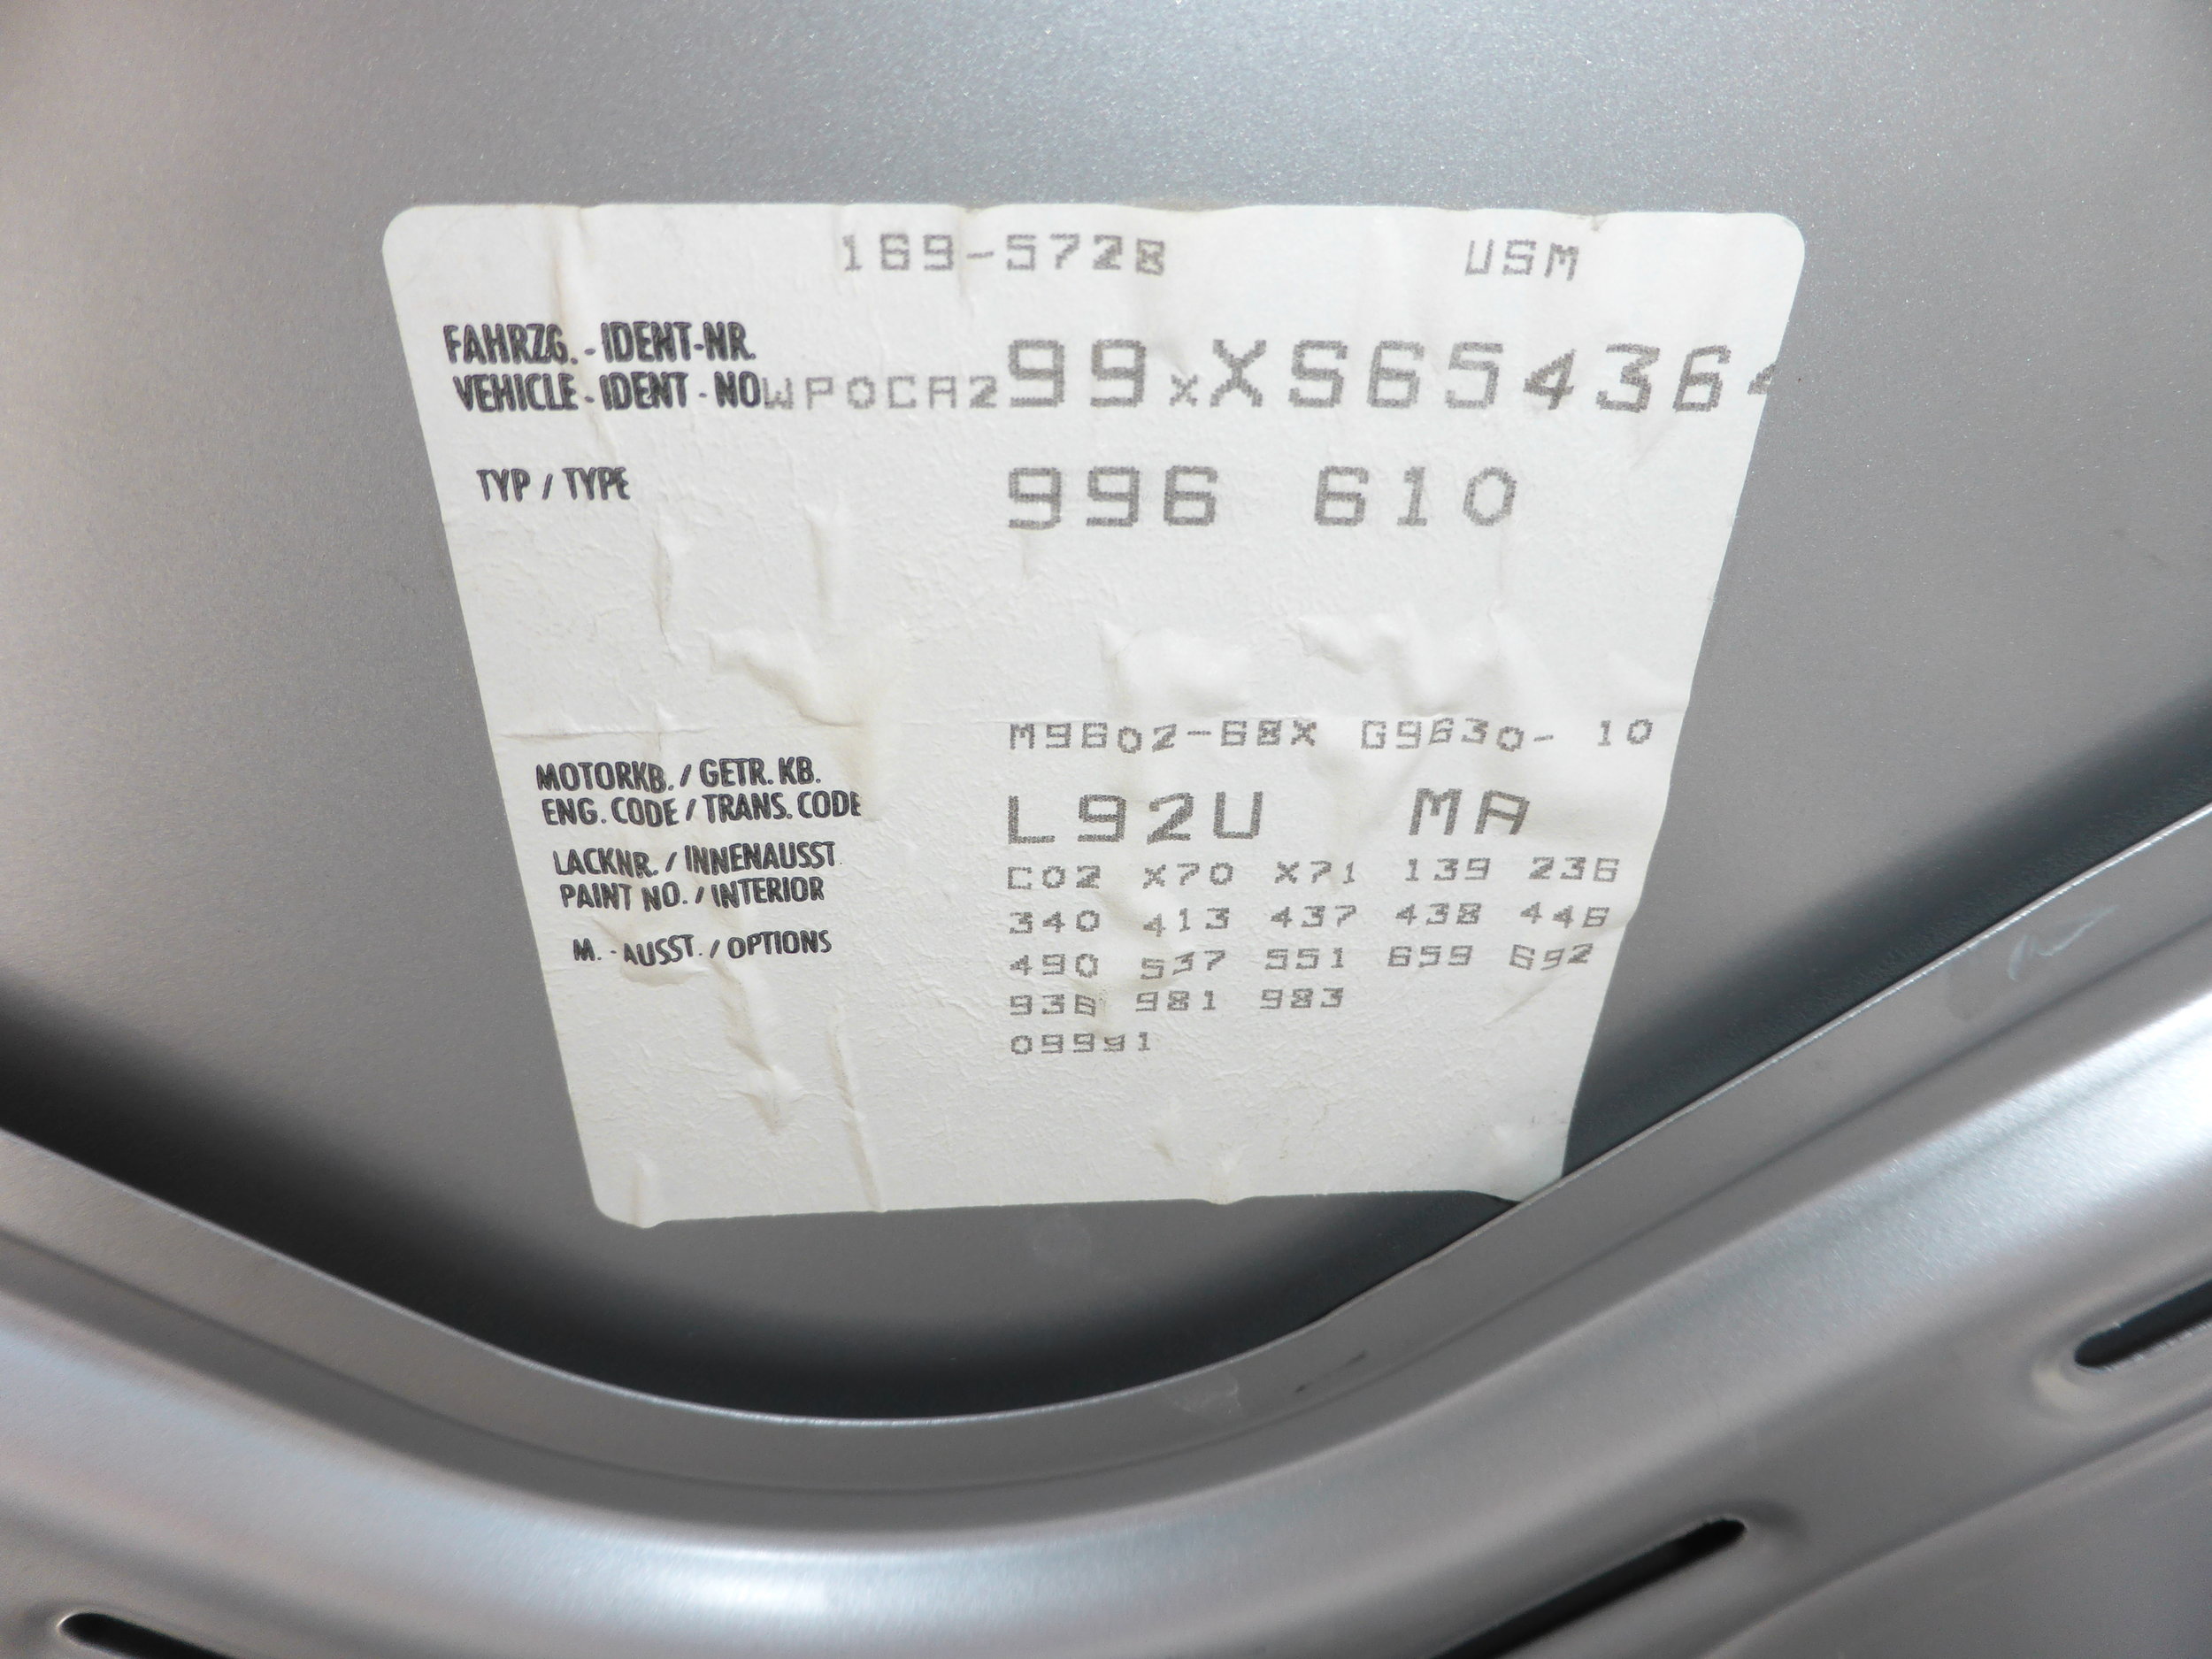 169-5728 USM
FAHRZG.-IDENT-NR.
VEHICLE-IDENT-NO WP0CA299xXS654364
TYP / TYPE 996 610
M9602-68X G9630- 10
MOTORKB. / GETR. KB.
ENG. CODE / TRANS. CODE L92U MA
LACKNR. / INNENAUSST. C02 X70 X71 139 236
PAINT NO. / INTERIOR 340 413 437 438 446
M.-AUSST. / OPTIONS 490 537 551 659 692
936 981 983
09991